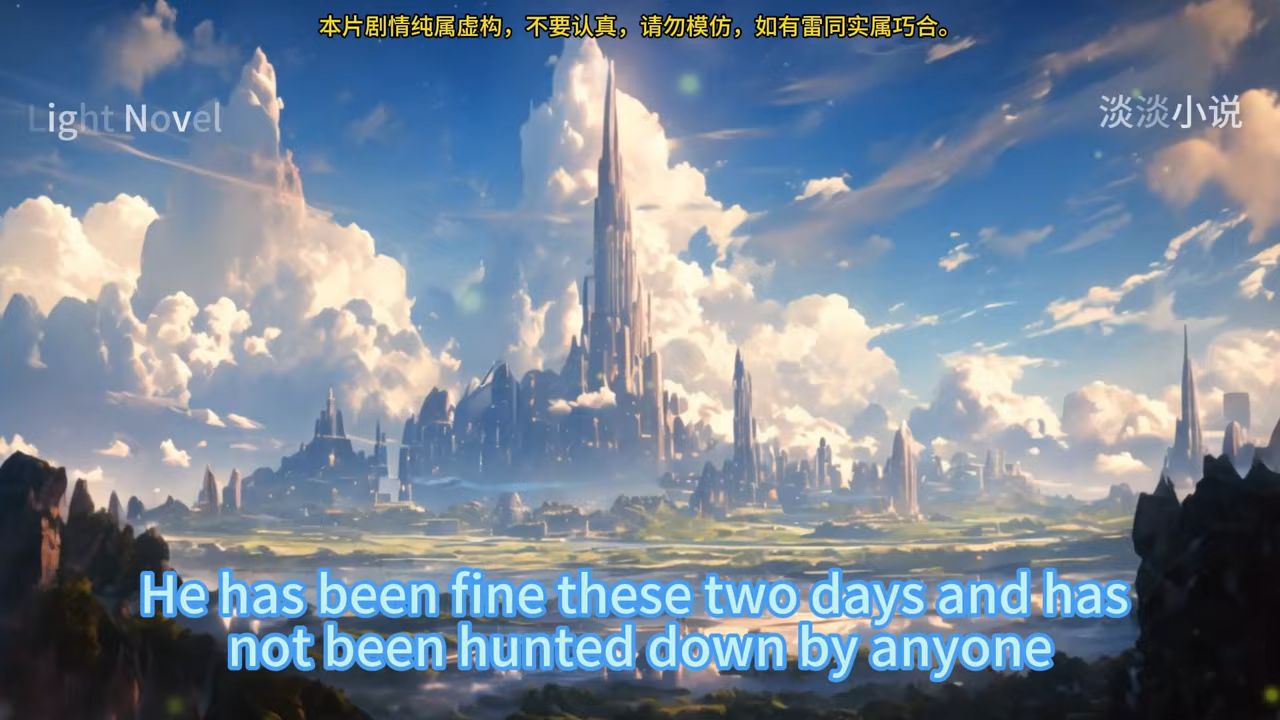 本片剧情纯属虚构，不要认真，请勿模仿，如有雷同实属巧合。
Light Novel
淡淡小说
He has been fine these two days and has
not been hunted down by anyone